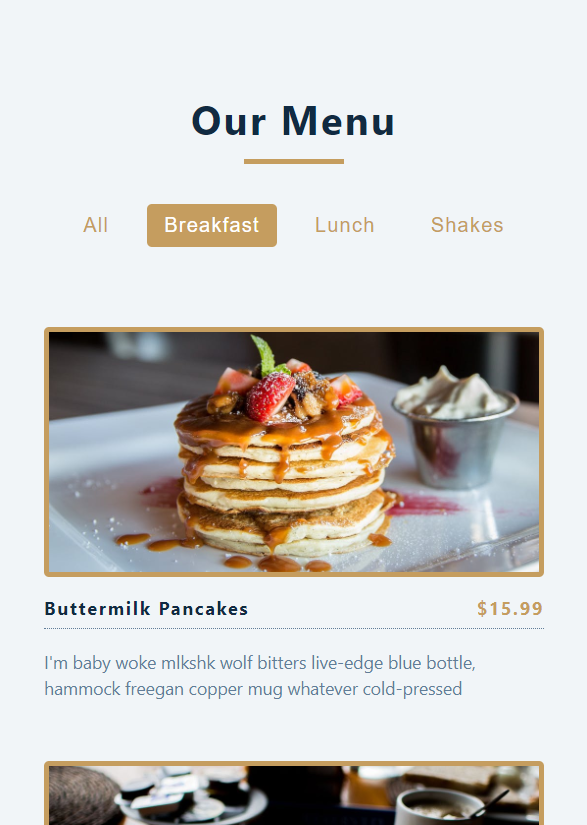 Our Menu
All Breakfast Lunch Shakes
Buttermilk Pancakes $15.99
I'm baby woke mlkshk wolf bitters live-edge blue bottle,
hammock freegan copper mug whatever cold-pressed